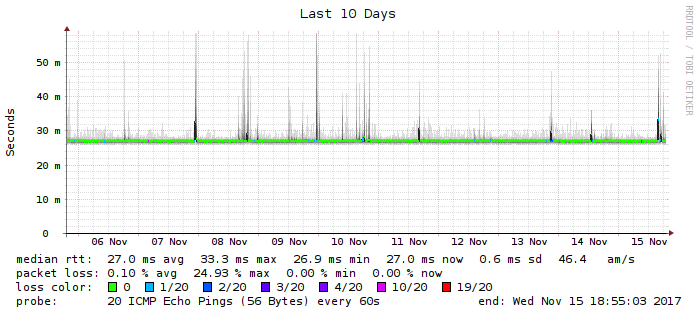 Last 10 Days
RRDTOOL / TOBI OETIKER
Seconds
50 m
40 m
30 m
20 m
10 m
0
06 Nov 07 Nov 08 Nov 09 Nov 10 Nov 11 Nov 12 Nov 13 Nov 14 Nov 15 Nov
median rtt: 27.0 ms avg 33.3 ms max 26.9 ms min 27.0 ms now 0.6 ms sd 46.4 am/s
packet loss: 0.10 % avg 24.93 % max 0.00 % min 0.00 % now
loss color: 0 1/20 2/20 3/20 4/20 10/20 19/20
probe: 20 ICMP Echo Pings (56 Bytes) every 60s end: Wed Nov 15 18:55:03 2017